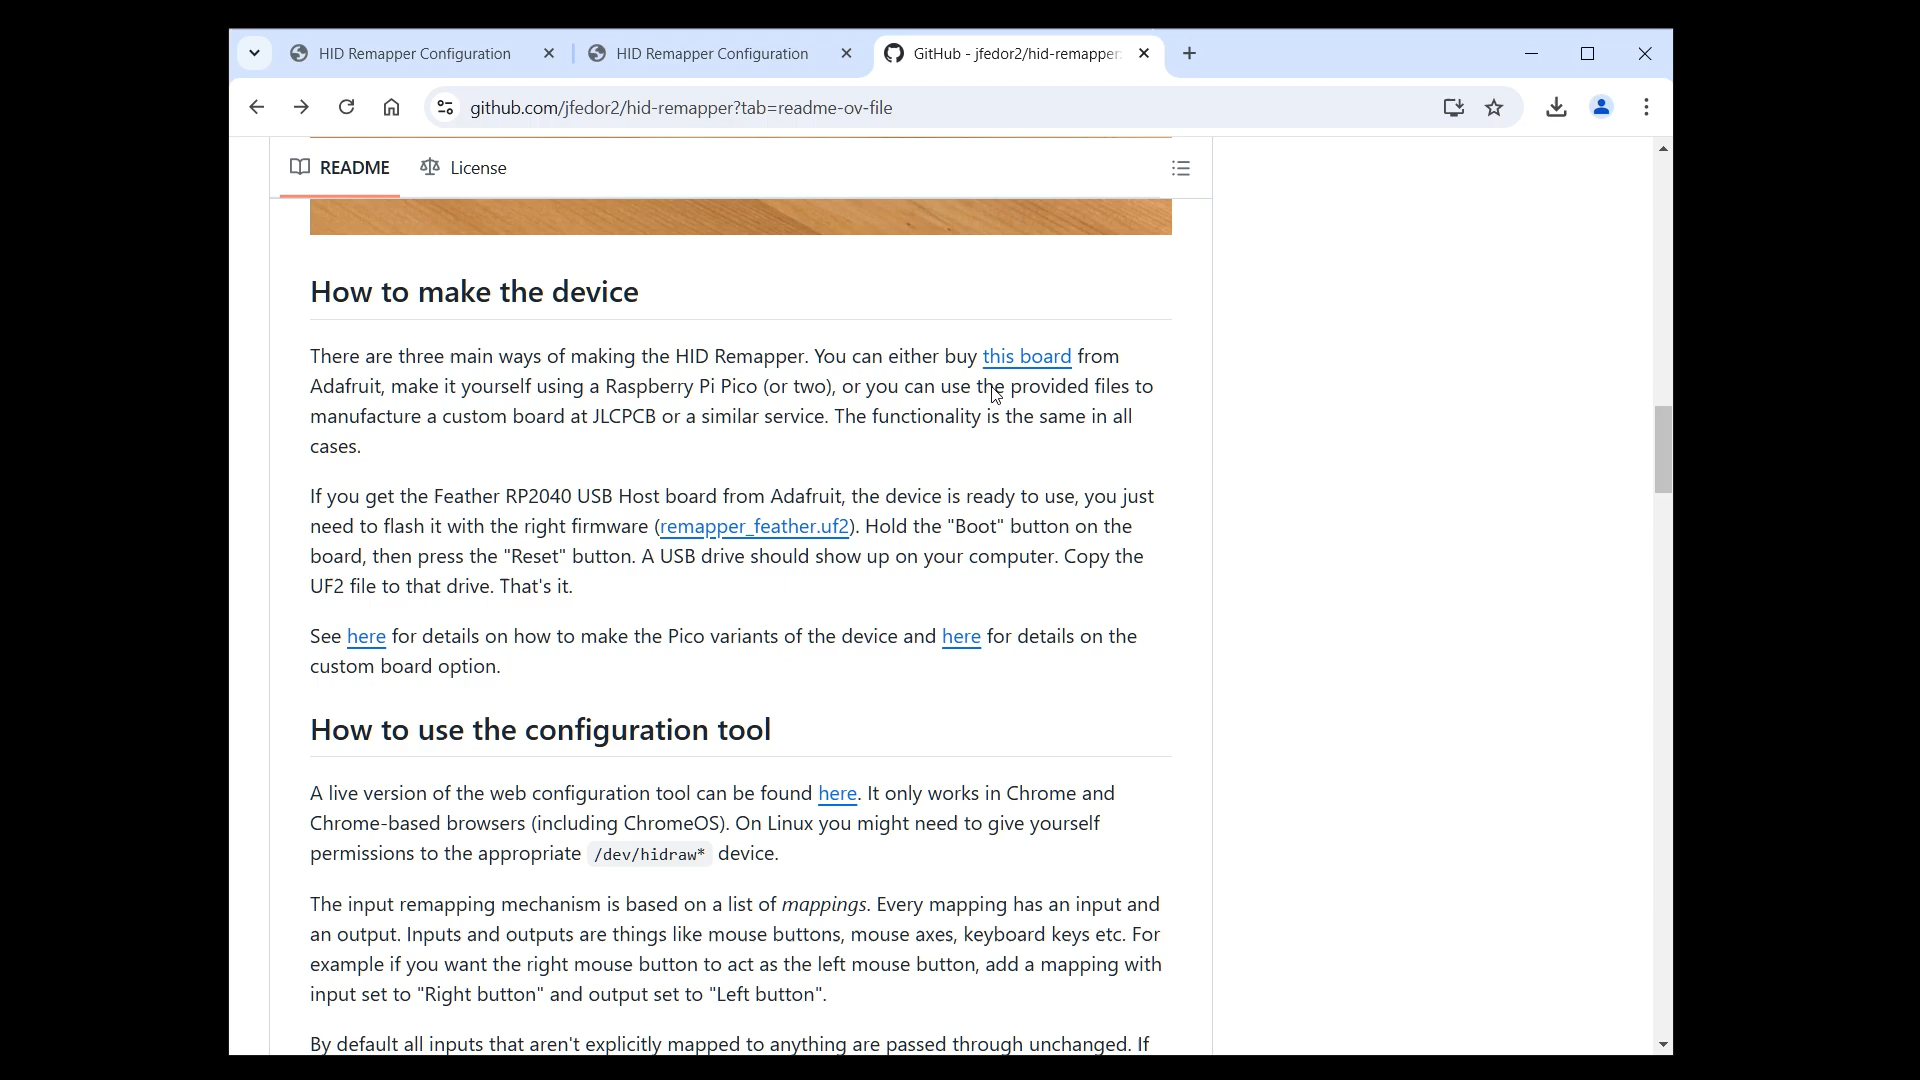 HID Remapper Configuration
HID Remapper Configuration
GitHub - jfedor2/hid-remapper:
github.com/jfedor2/hid-remapper?tab=readme-ov-file
README
License
How to make the device
There are three main ways of making the HID Remapper. You can either buy this board from
Adafruit, make it yourself using a Raspberry Pi Pico (or two), or you can use the provided files to
manufacture a custom board at JLCPCB or a similar service. The functionality is the same in all
cases.
If you get the Feather RP2040 USB Host board from Adafruit, the device is ready to use, you just
need to flash it with the right firmware (remapper_feather.uf2). Hold the "Boot" button on the
board, then press the "Reset" button. A USB drive should show up on your computer. Copy the
UF2 file to that drive. That's it.
See here for details on how to make the Pico variants of the device and here for details on the
custom board option.
How to use the configuration tool
A live version of the web configuration tool can be found here. It only works in Chrome and
Chrome-based browsers (including ChromeOS). On Linux you might need to give yourself
permissions to the appropriate /dev/hidraw* device.
The input remapping mechanism is based on a list of mappings. Every mapping has an input and
an output. Inputs and outputs are things like mouse buttons, mouse axes, keyboard keys etc. For
example if you want the right mouse button to act as the left mouse button, add a mapping with
input set to "Right button" and output set to "Left button".
By default all inputs that aren't explicitly mapped to anything are passed through unchanged. If